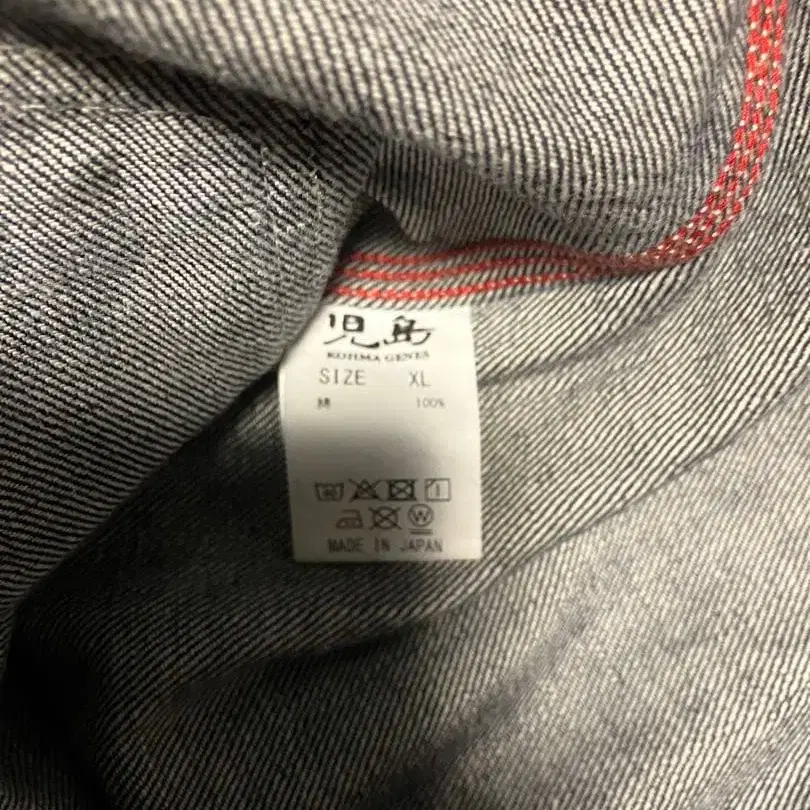 児島
KOJIMA GENES
SIZE XL
綿 100%
MADE IN JAPAN